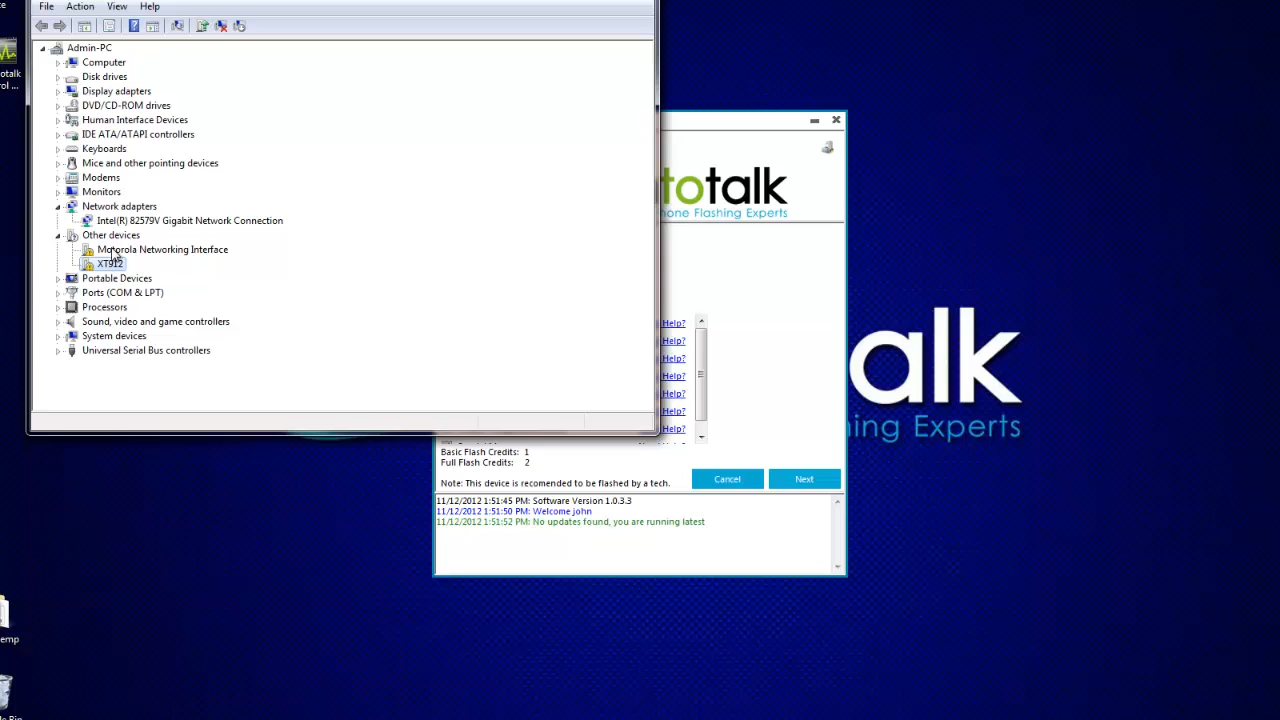 File Action View Help
Admin-PC
Computer
Disk drives
Display adapters
DVD/CD-ROM drives
Human Interface Devices
IDE ATA/ATAPI controllers
Keyboards
Mice and other pointing devices
Modems
Monitors
Network adapters
Intel(R) 82579V Gigabit Network Connection
Other devices
Motorola Networking Interface
XT912
Portable Devices
Ports (COM & LPT)
Processors
Sound, video and game controllers
System devices
Universal Serial Bus controllers
totalk
hone Flashing Experts
Help?
Help?
Help?
Help?
Help?
Help?
Help?
Basic Flash Credits: 1
Full Flash Credits: 2
Note: This device is recomended to be flashed by a tech.
Cancel
Next
11/12/2012 1:51:45 PM: Software Version 1.0.3.3
11/12/2012 1:51:50 PM: Welcome john
11/12/2012 1:51:52 PM: No updates found, you are running latest
alk
ing Experts
otalk
rol ...
emp